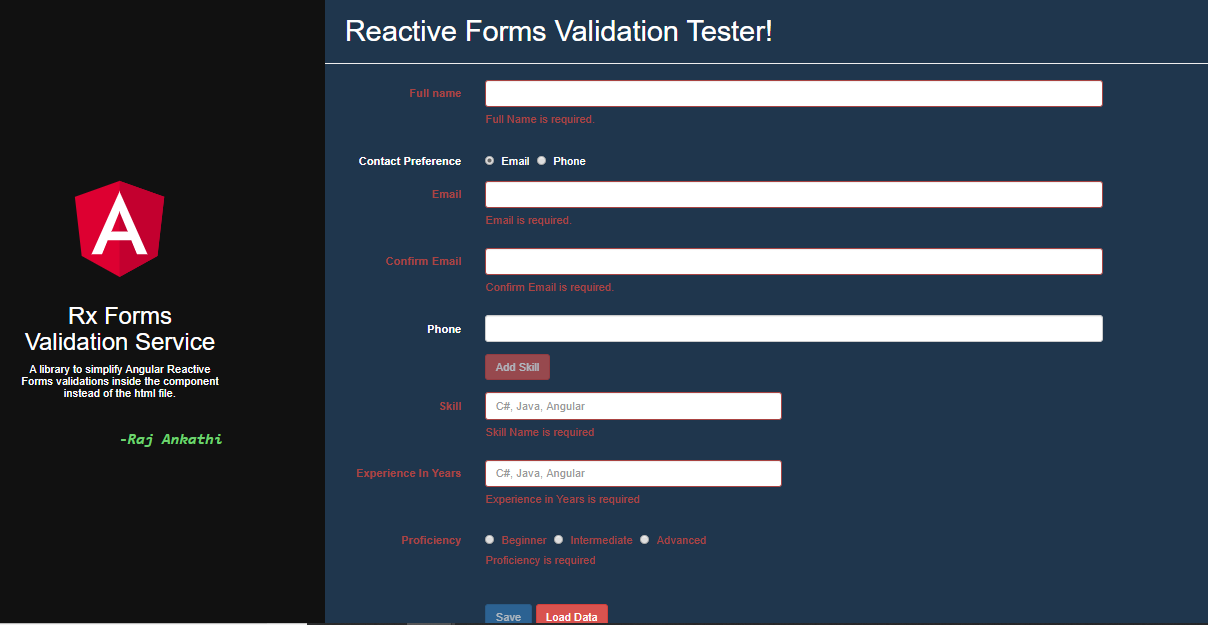 Reactive Forms Validation Tester!
Full name
Full Name is required.
Contact Preference Email Phone
Email
Email is required.
Confirm Email
Confirm Email is required.
Phone
Add Skill
Skill C#, Java, Angular
Skill Name is required
Experience In Years C#, Java, Angular
Experience in Years is required
Proficiency Beginner Intermediate Advanced
Proficiency is required
Save Load Data
A
Rx Forms
Validation Service
A library to simplify Angular Reactive
Forms validations inside the component
instead of the html file.
-Raj Ankathi